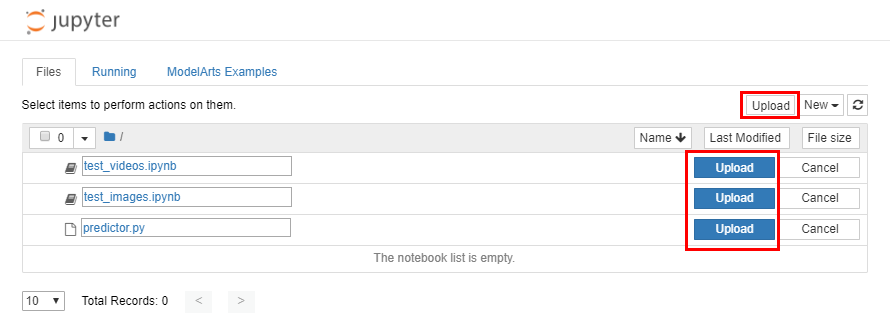 jupyter
Files Running ModelArts Examples
Select items to perform actions on them. Upload New
0 / Name Last Modified File size
test_videos.ipynb Upload Cancel
test_images.ipynb Upload Cancel
predictor.py Upload Cancel
The notebook list is empty.
10 Total Records: 0 < >